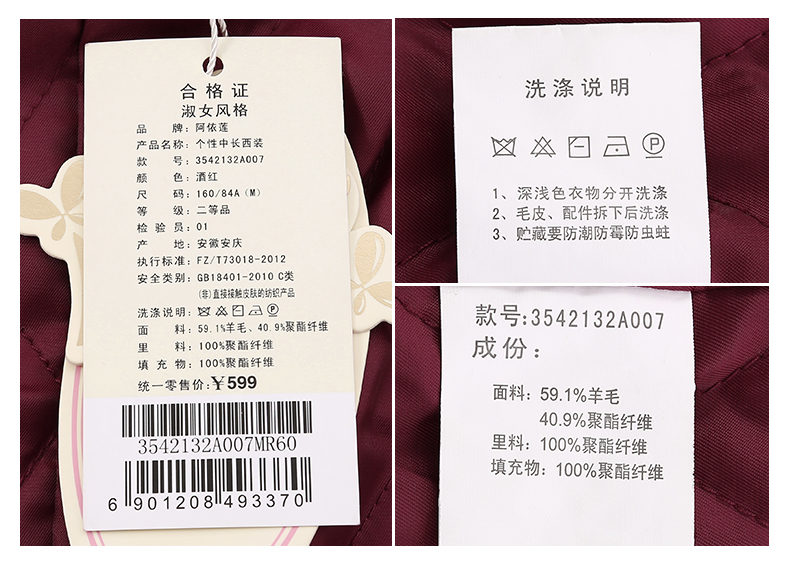 合格证
淑女风格
品牌：阿依莲
产品名称：个性中长西装
款号：3542132A007
颜色：酒红
尺码：160/84A（M）
等级：二等品
检验员：01
产地：安徽安庆
执行标准：FZ/T73018-2012
安全类别：GB18401-2010 C类
（非）直接接触皮肤的纺织产品
洗涤说明：
面料：59.1%羊毛、40.9%聚酯纤维
里料：100%聚酯纤维
填充物：100%聚酯纤维
统一零售价：￥599
3542132A007MR60
6 901208 493370
洗涤说明
P
1、深浅色衣物分开洗涤
2、毛皮、配件拆下后洗涤
3、贮藏要防潮防霉防虫蛀
款号:3542132A007
成份：
面料：59.1%羊毛
40.9%聚酯纤维
里料：100%聚酯纤维
填充物：100%聚酯纤维